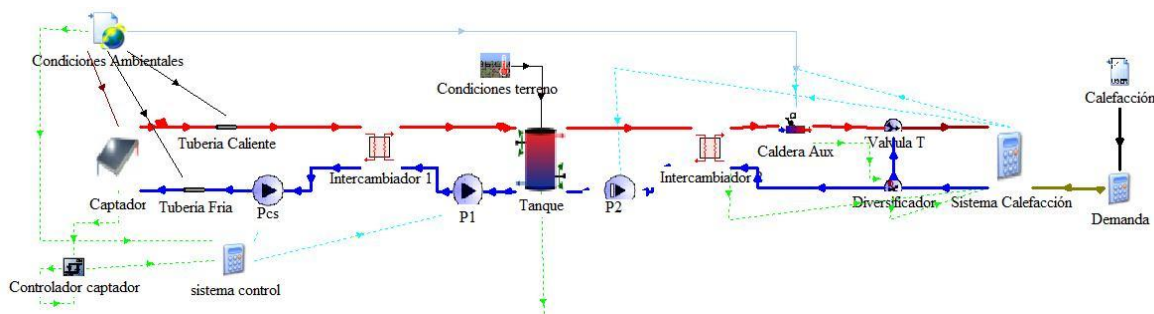 Condiciones Ambientales
Condiciones terreno
Calefacción
Tuberia Caliente
Caldera Aux
Valvula T
Captador
Tuberia Fria
Pcs
Intercambiador 1
P1
Tanque
P2
Intercambiador
Diversificador
Sistema Calefacción
Demanda
Controlador captador
sistema control